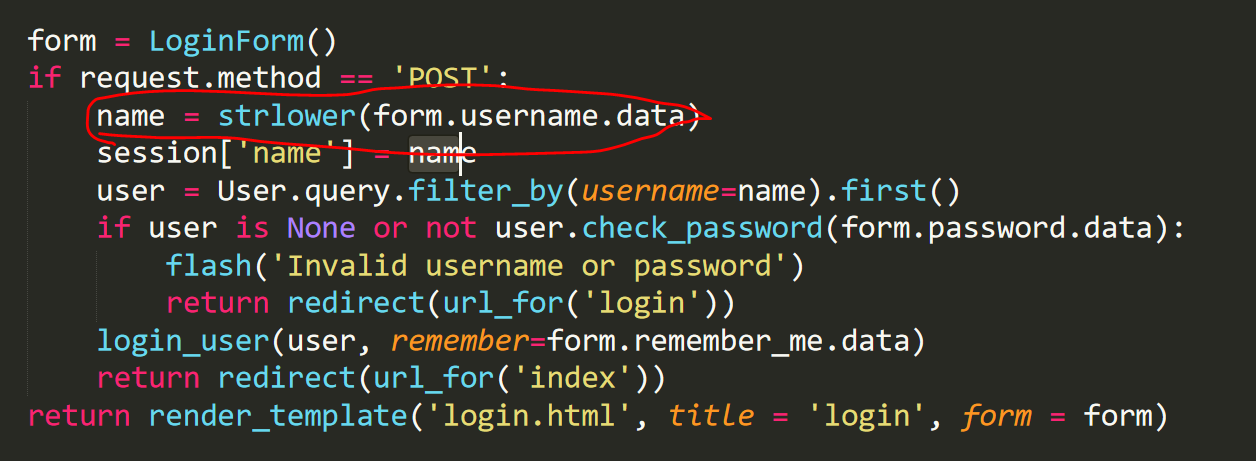 form = LoginForm()
if request.method == 'POST':
name = strlower(form.username.data)
session['name'] = name
user = User.query.filter_by(username=name).first()
if user is None or not user.check_password(form.password.data):
flash('Invalid username or password')
return redirect(url_for('login'))
login_user(user, remember=form.remember_me.data)
return redirect(url_for('index'))
return render_template('login.html', title = 'login', form = form)